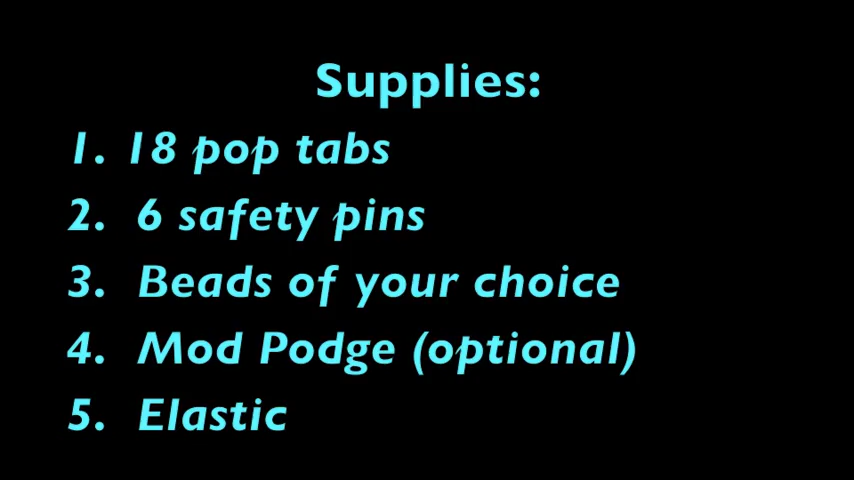 Supplies:
1. 18 pop tabs
2. 6 safety pins
3. Beads of your choice
4. Mod Podge (optional)
5. Elastic